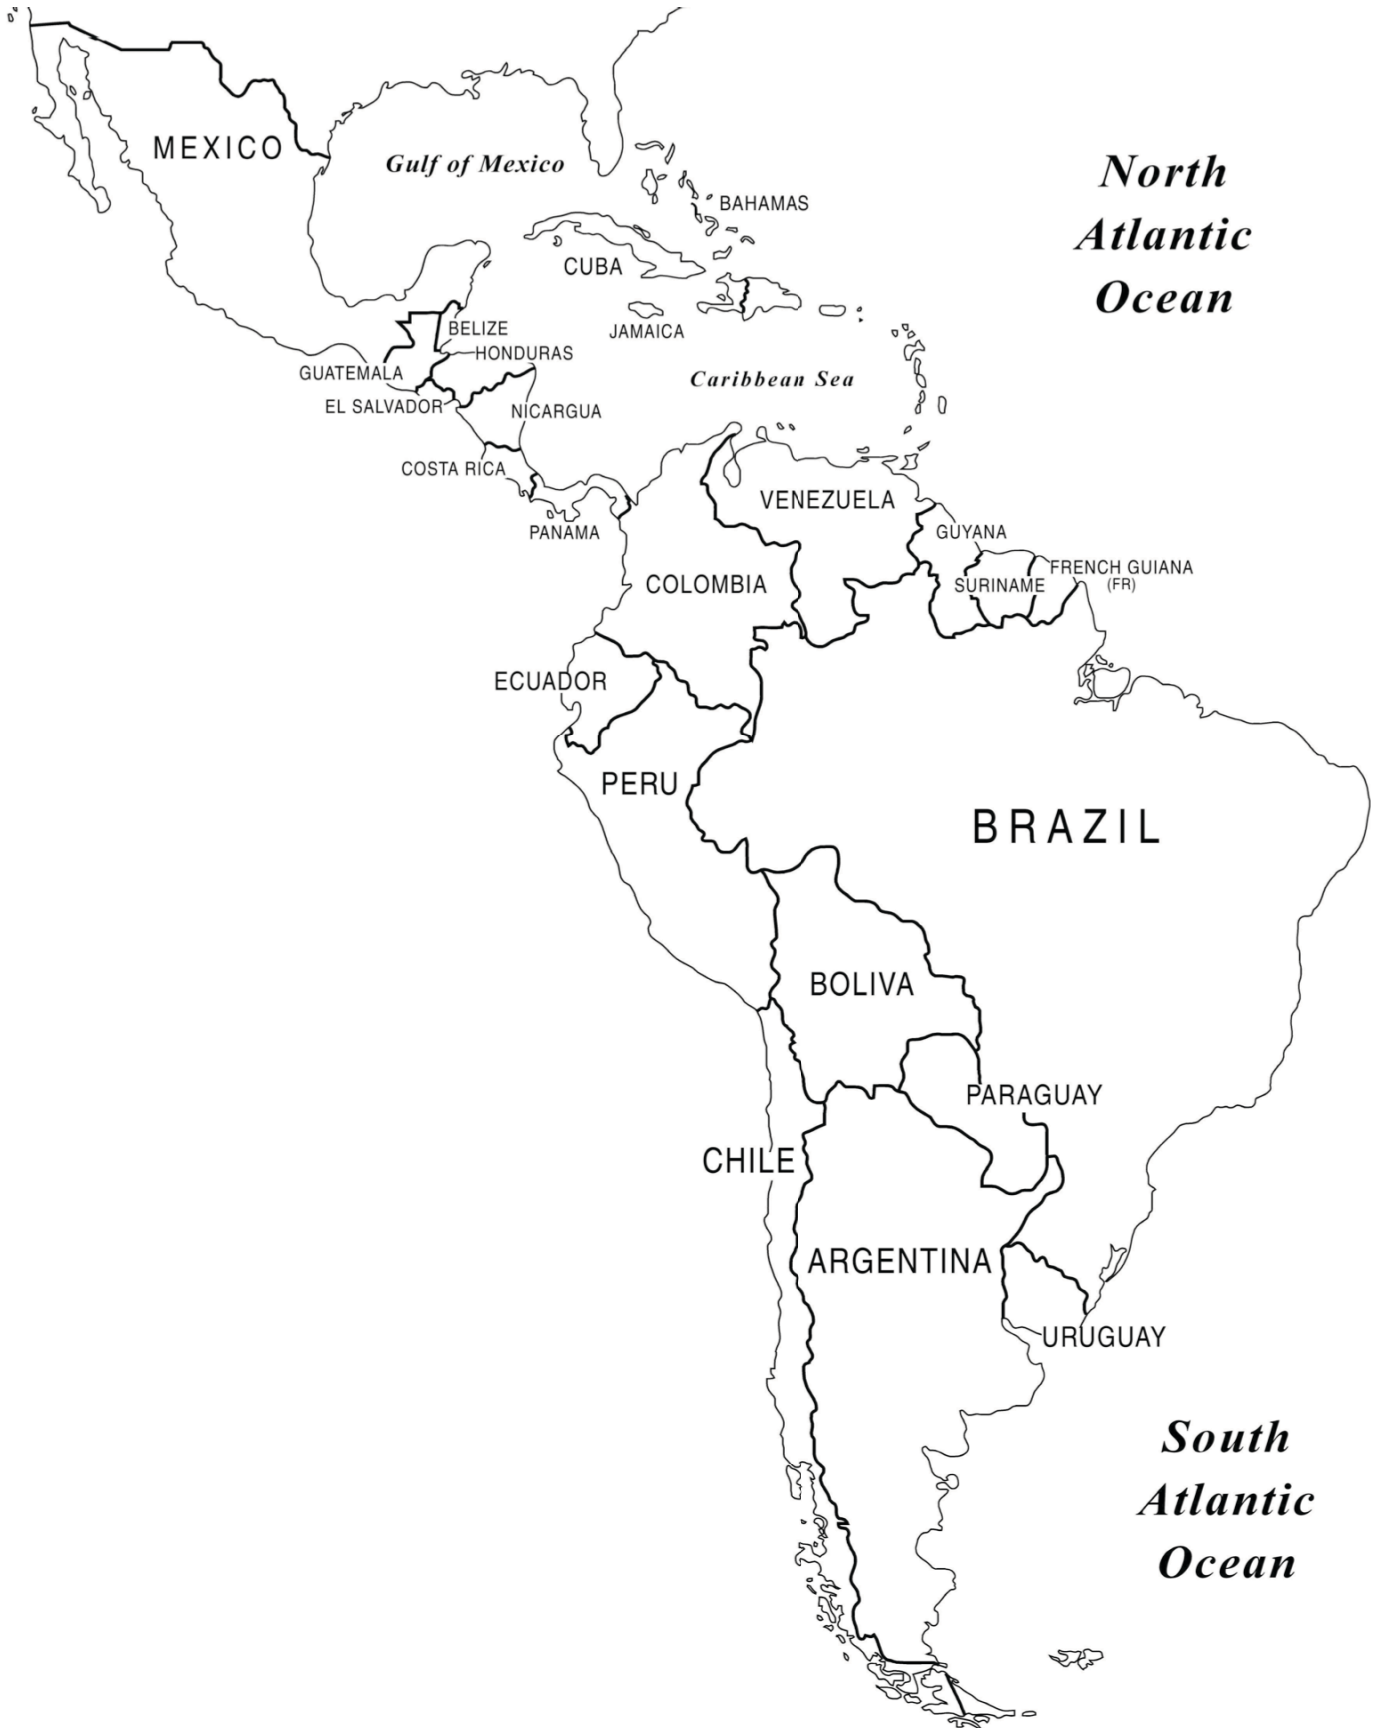 MEXICO
Gulf of Mexico
North
Atlantic
Ocean
BAHAMAS
CUBA
JAMAICA
BELIZE
HONDURAS
GUATEMALA
Caribbean Sea
EL SALVADOR
NICARGUA
COSTA RICA
VENEZUELA
PANAMA
GUYANA
COLOMBIA
SURINAME
FRENCH GUIANA
(FR)
ECUADOR
PERU
BRAZIL
BOLIVA
PARAGUAY
CHILE
ARGENTINA
URUGUAY
South
Atlantic
Ocean